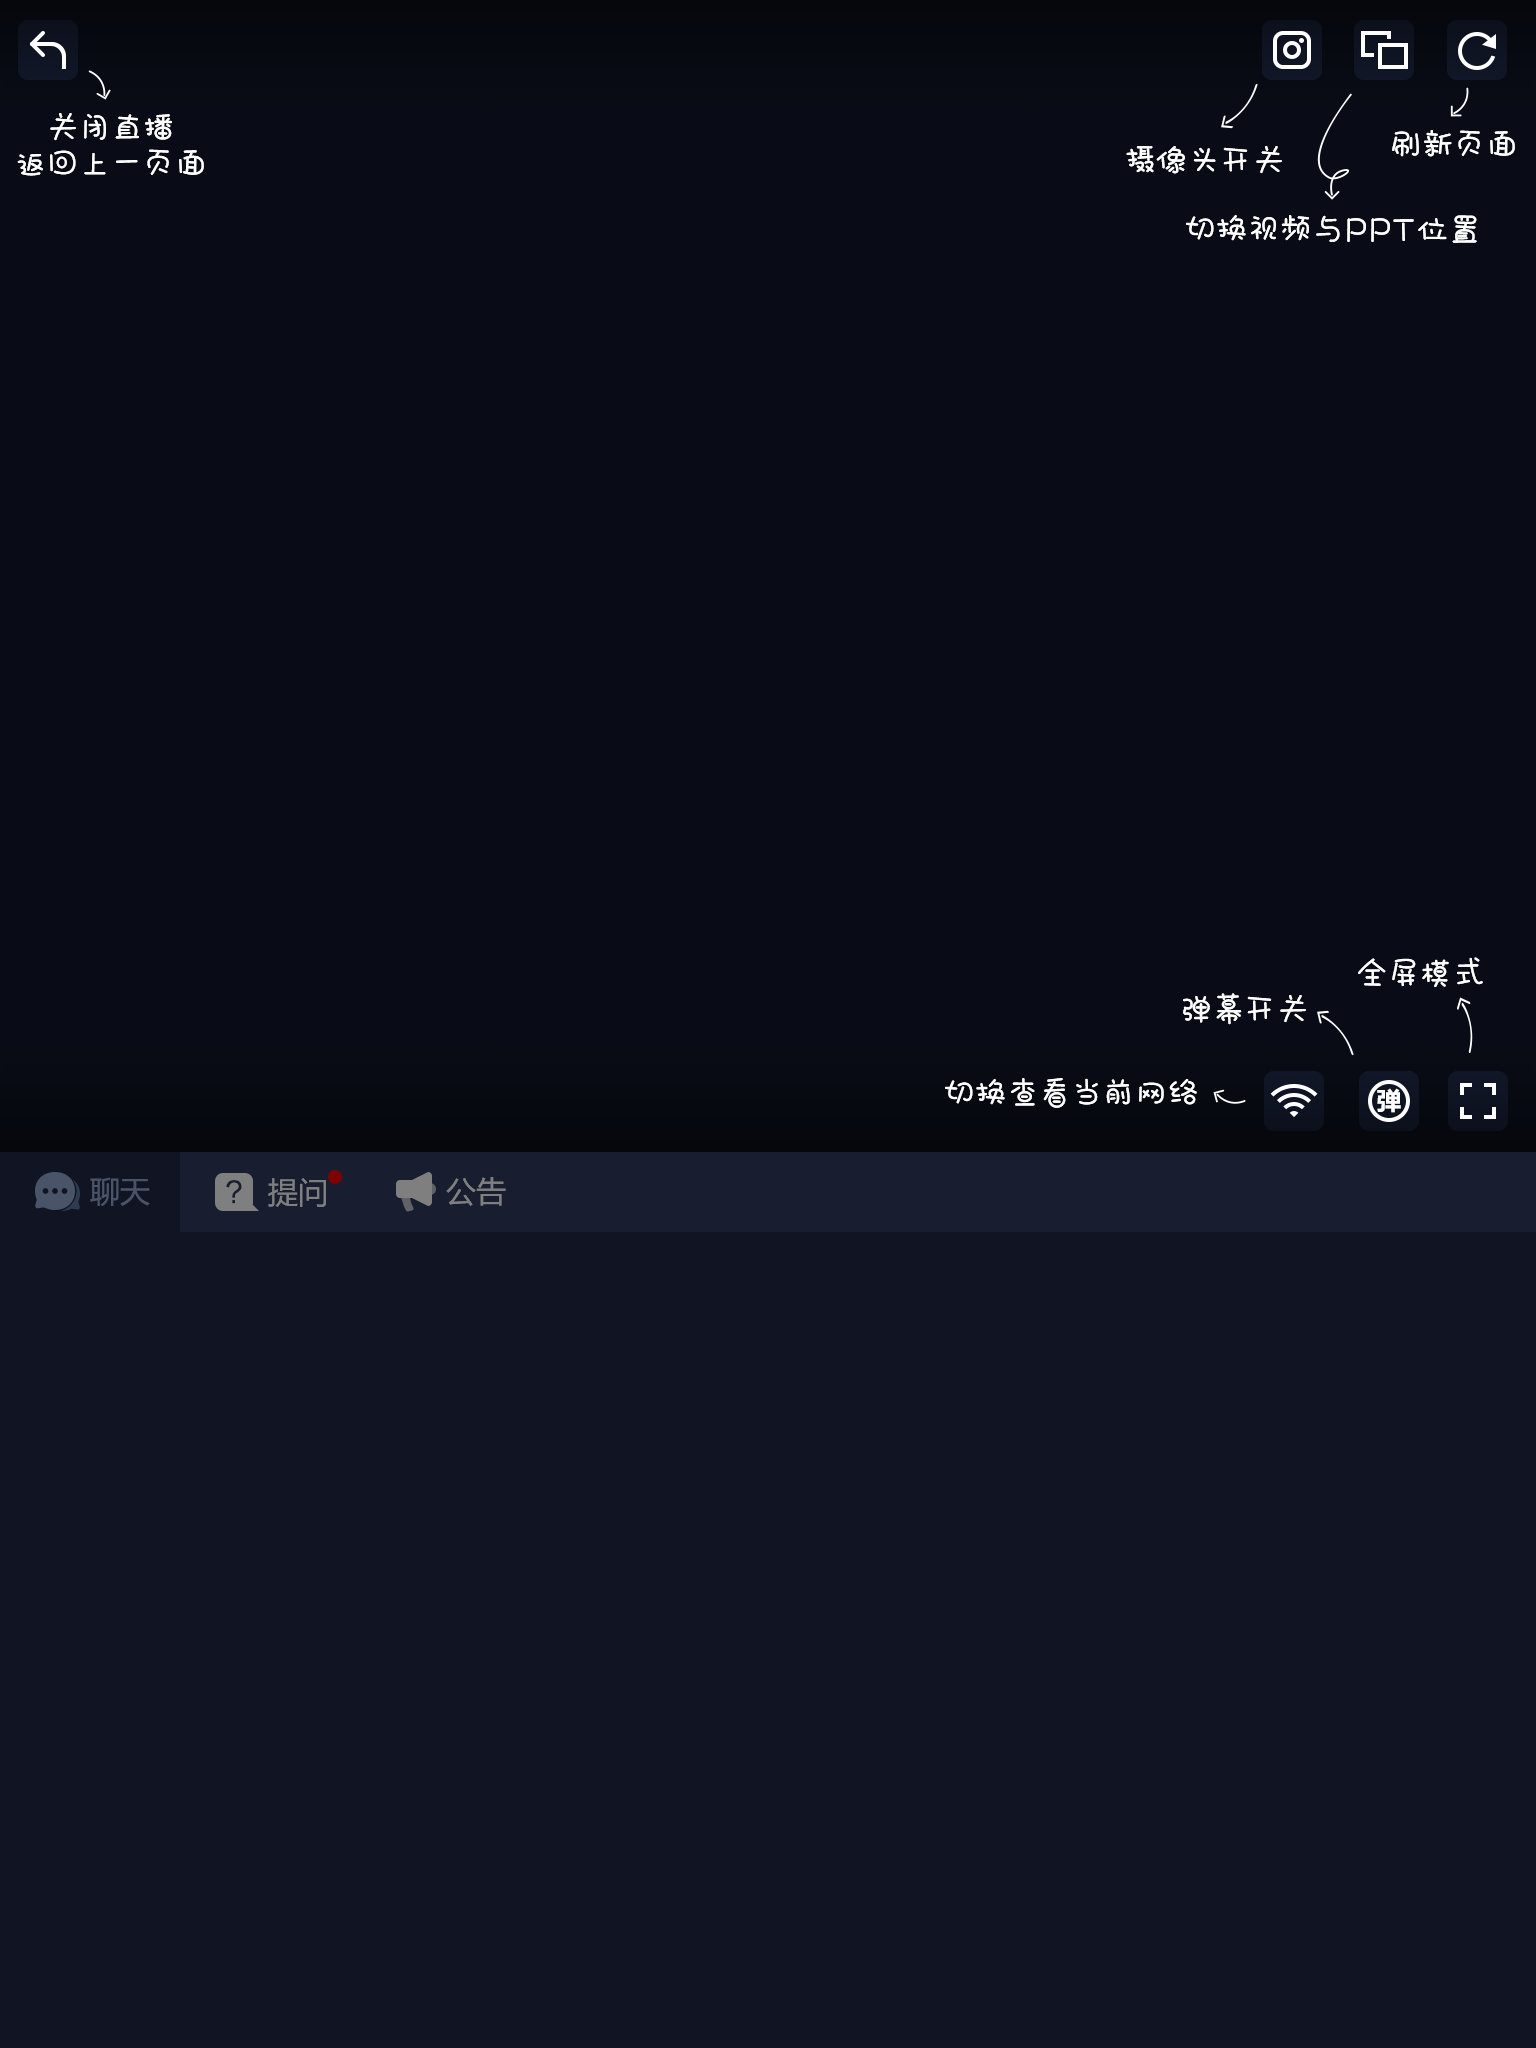 关闭直播
返回上一页面
摄像头开关
刷新页面
切换视频与PPT位置
全屏模式
弹幕开关
切换查看当前网络
弹
聊天
提问
公告